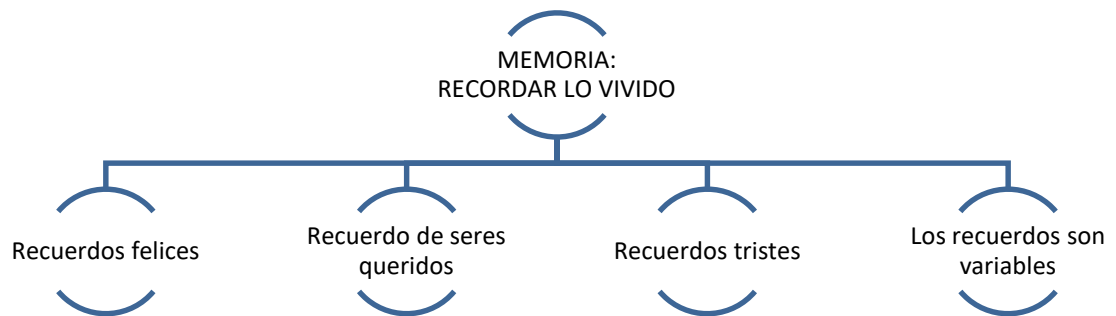 MEMORIA:
RECORDAR LO VIVIDO
Recuerdos felices
Recuerdo de seres
queridos
Recuerdos tristes
Los recuerdos son
variables